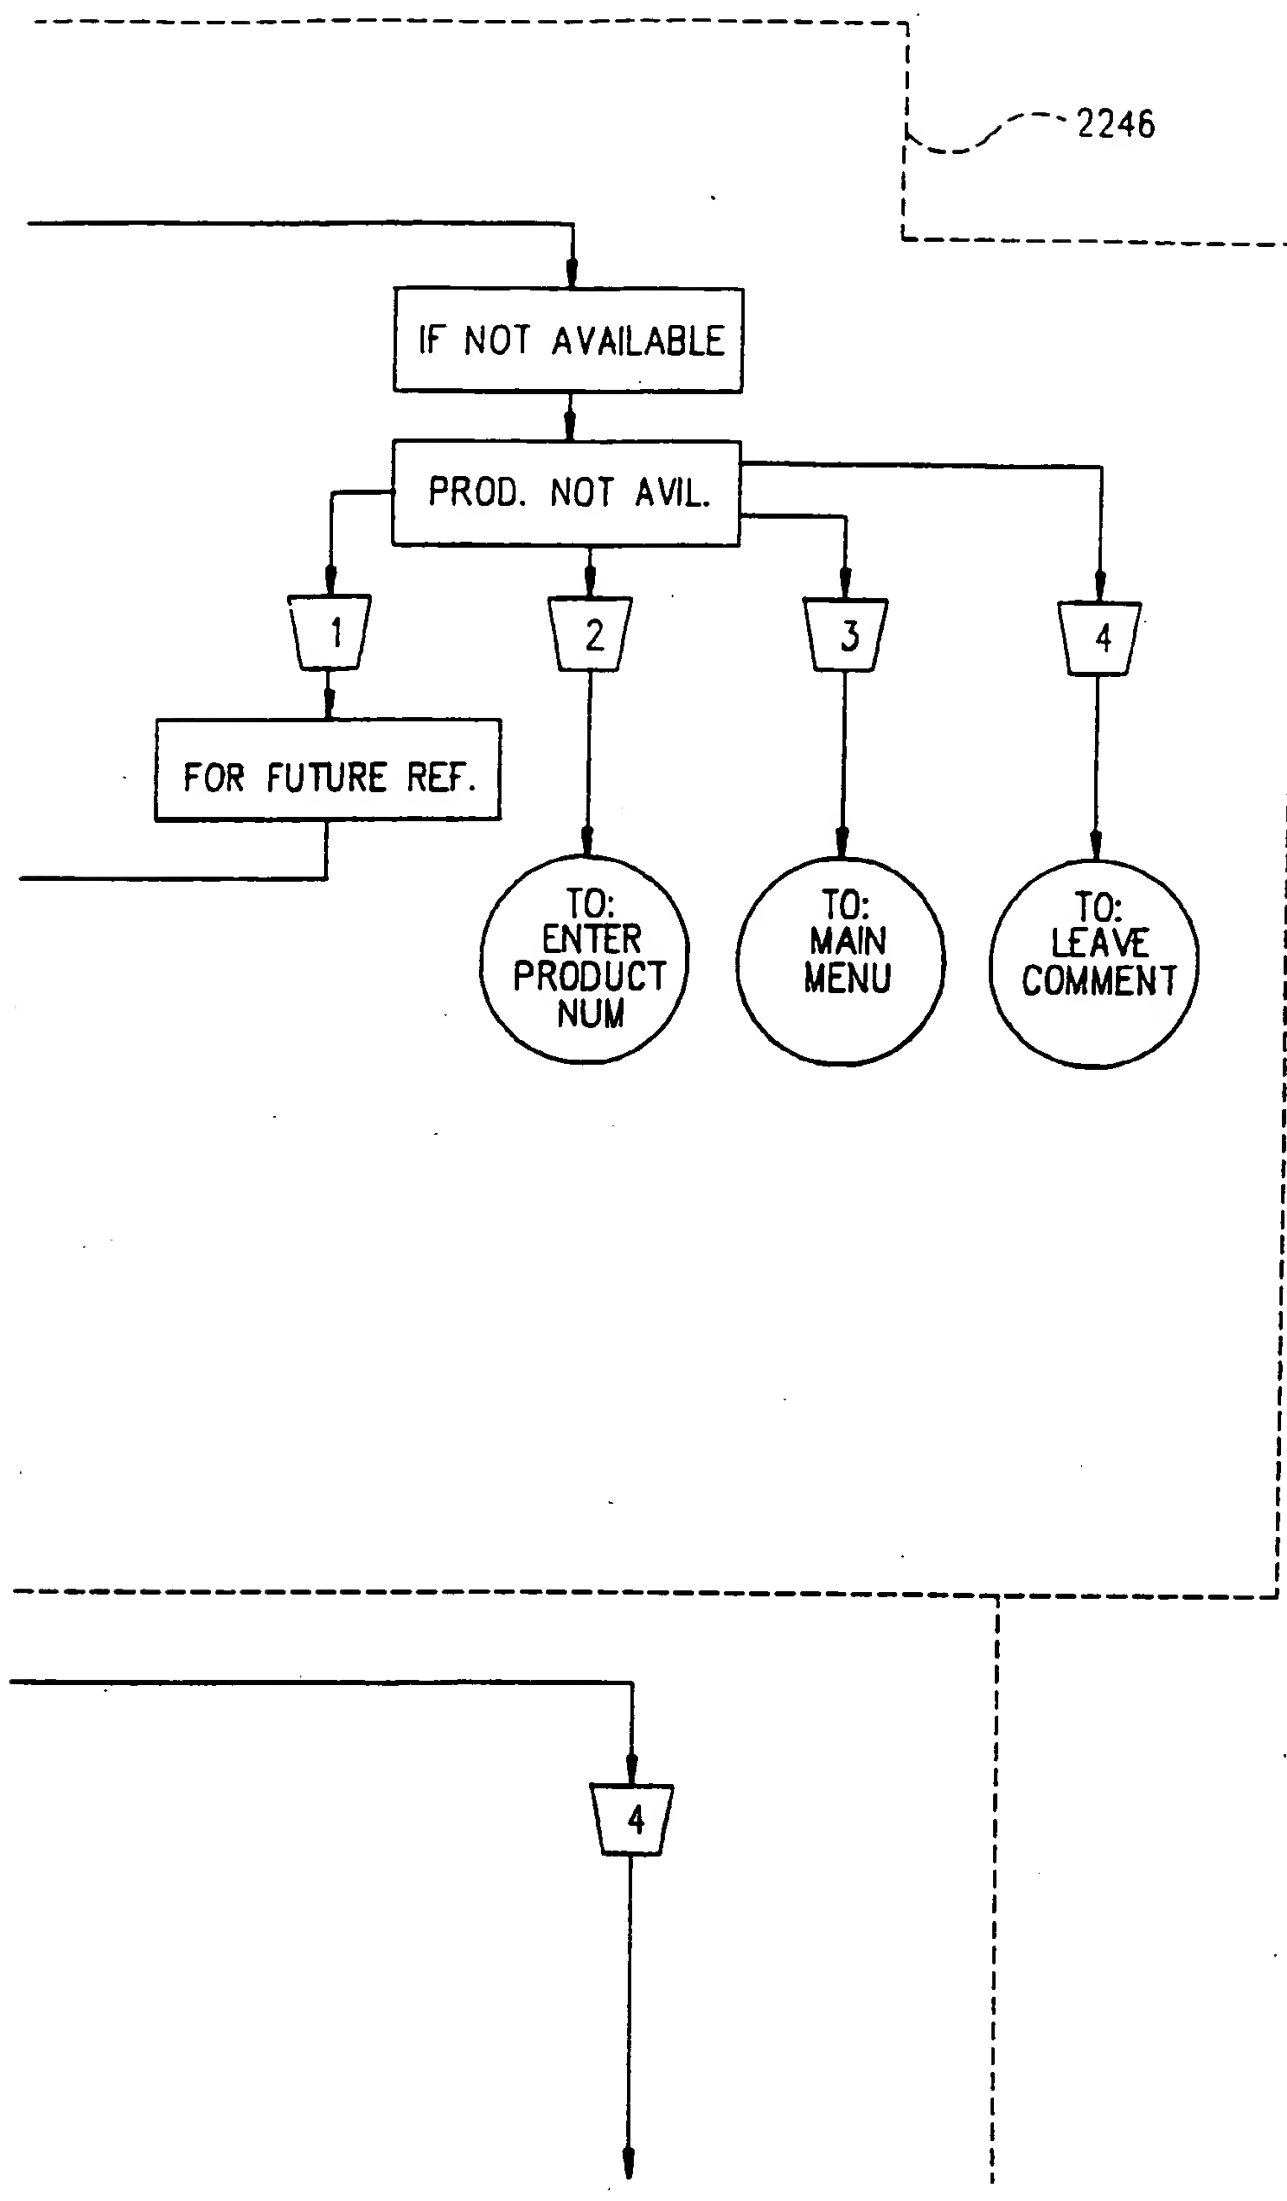 2246
IF NOT AVAILABLE
PROD. NOT AVIL.
1
2
3
4
FOR FUTURE REF.
TO:
ENTER
PRODUCT
NUM
TO:
MAIN
MENU
TO:
LEAVE
COMMENT
4